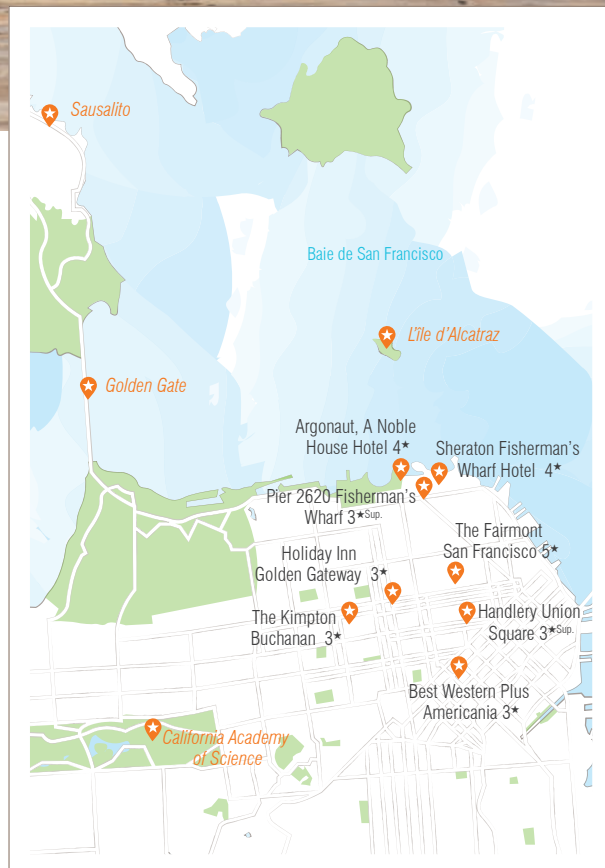 Sausalito
Baie de San Francisco
L'île d'Alcatraz
Golden Gate
Argonaut, A Noble
House Hotel 4★
Sheraton Fisherman's
Wharf Hotel 4★
Pier 2620 Fisherman's
Wharf 3★Sup.
The Fairmont
San Francisco 5★
Holiday Inn
Golden Gateway 3★
The Kimpton
Buchanan 3★
Handlery Union
Square 3★Sup.
Best Western Plus
Americania 3★
California Academy
of Science